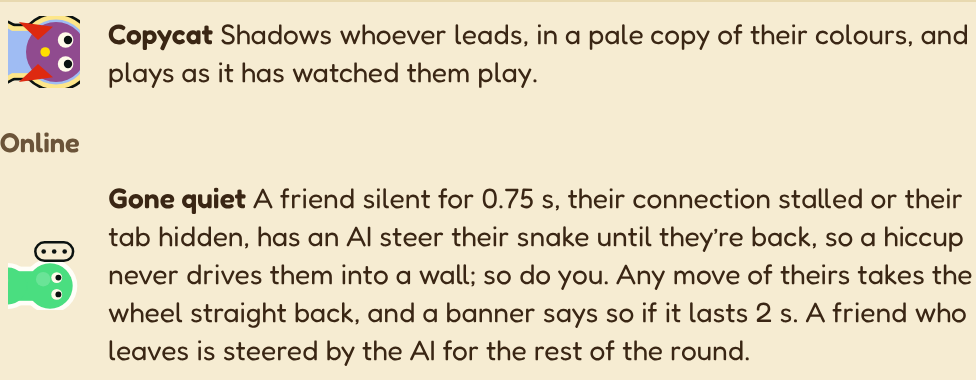 Copycat Shadows whoever leads, in a pale copy of their colours, and
plays as it has watched them play.
Online
Gone quiet A friend silent for 0.75 s, their connection stalled or their
tab hidden, has an AI steer their snake until they’re back, so a hiccup
never drives them into a wall; so do you. Any move of theirs takes the
wheel straight back, and a banner says so if it lasts 2 s. A friend who
leaves is steered by the AI for the rest of the round.